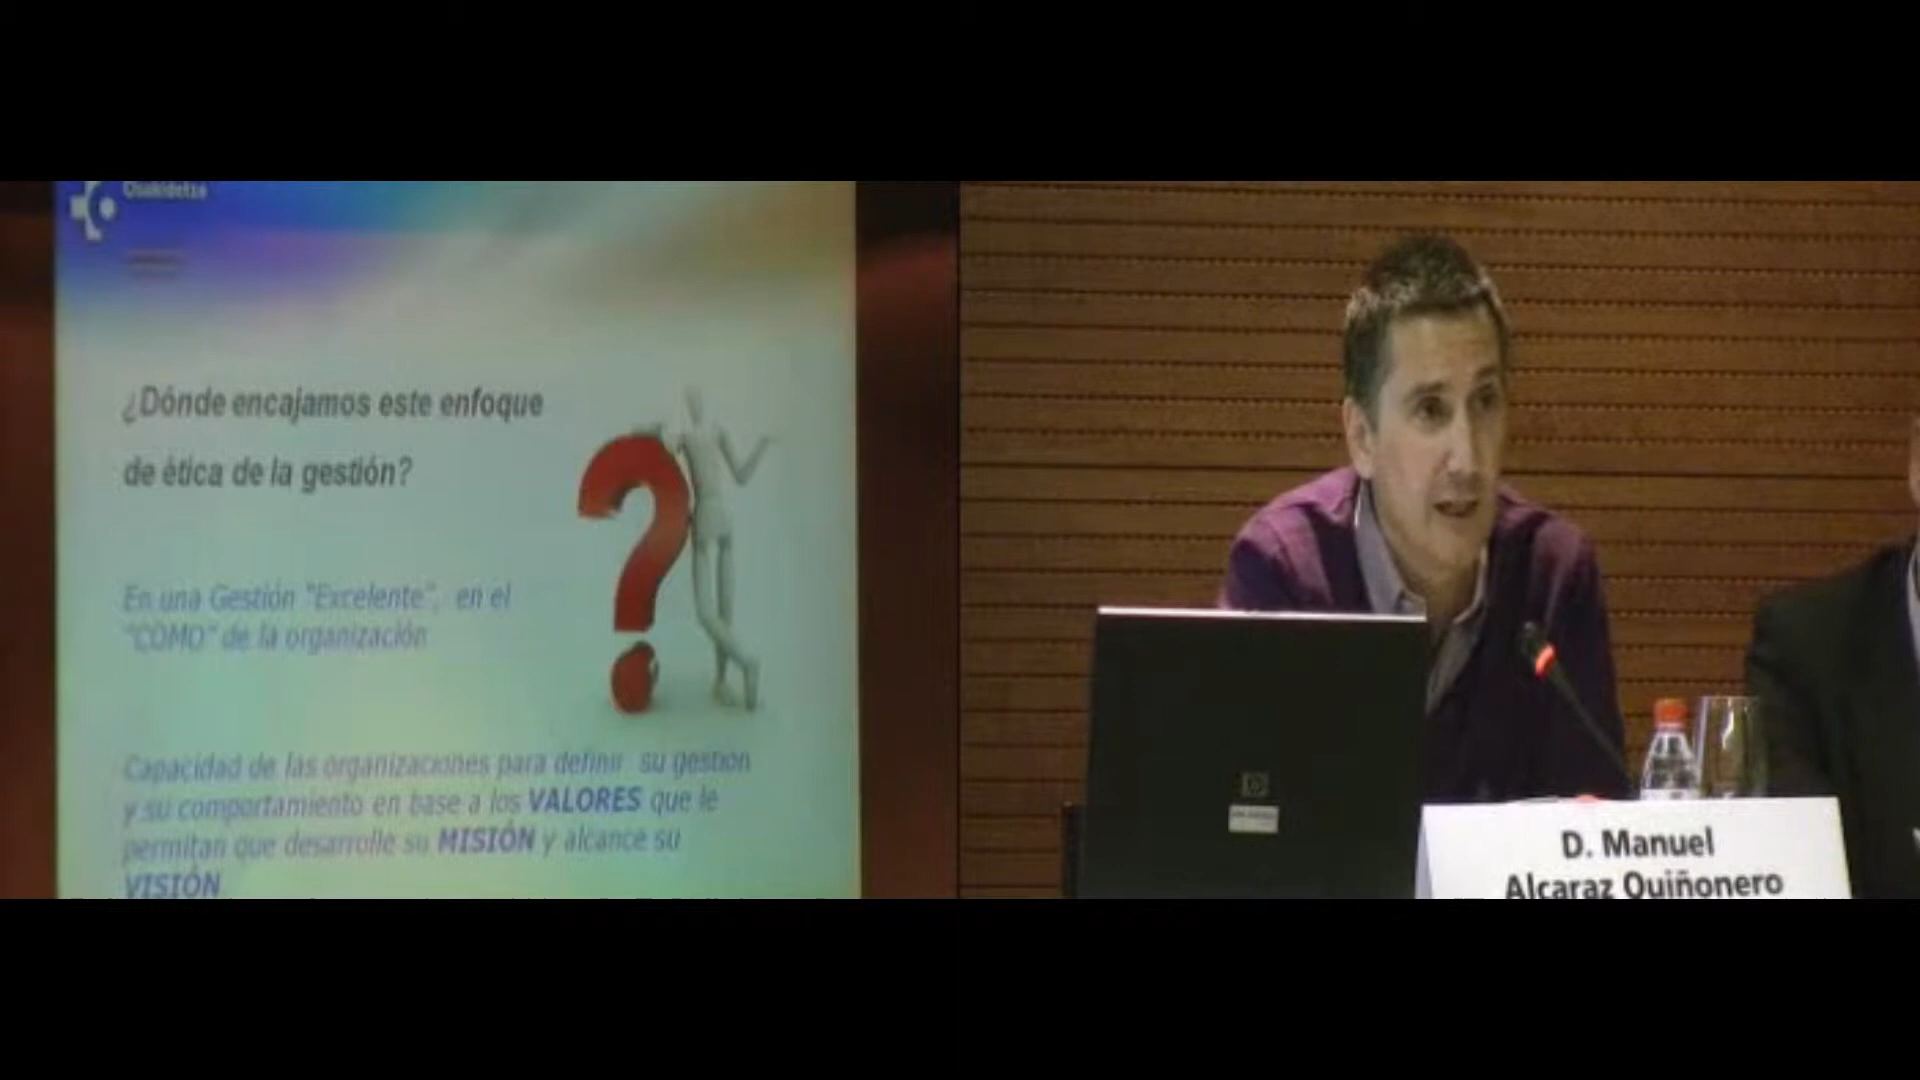 Osakidetza
¿Dónde encajamos este enfoque
de ética de la gestión?
En una Gestión "Excelente", en el
"COMO" de la organización
Capacidad de las organizaciones para definir su gestión
y su comportamiento en base a los VALORES que le
permitan que desarrolle su MISIÓN y alcance su
VISIÓN
D. Manuel
Alcaraz Quiñonero